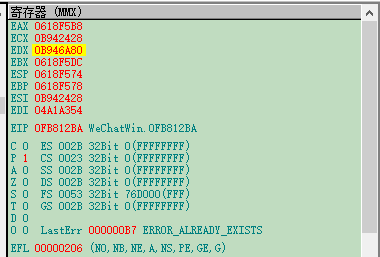 寄存器 (MMX)
EAX 0618F5B8
ECX 0B942428
EDX 0B946A80
EBX 0618F5DC
ESP 0618F574
EBP 0618F578
ESI 0B942428
EDI 04A1A354
EIP 0FB812BA WeChatWin.0FB812BA
C 0 ES 002B 32Bit 0(FFFFFFFF)
P 1 CS 0023 32Bit 0(FFFFFFFF)
A 0 SS 002B 32Bit 0(FFFFFFFF)
Z 0 DS 002B 32Bit 0(FFFFFFFF)
S 0 FS 0053 32Bit 76D000(FFF)
T 0 GS 002B 32Bit 0(FFFFFFFF)
D 0
O 0 LastErr 000000B7 ERROR_ALREADY_EXISTS
EFL 00000206 (NO,NB,NE,A,NS,PE,GE,G)